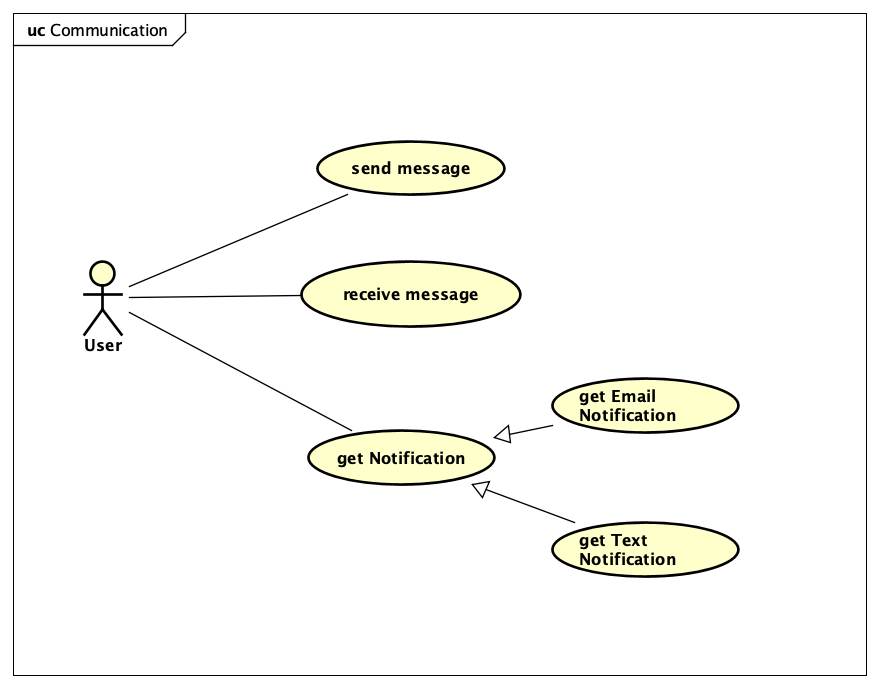 uc Communication
send message
receive message
User
get Email
Notification
get Notification
get Text
Notification